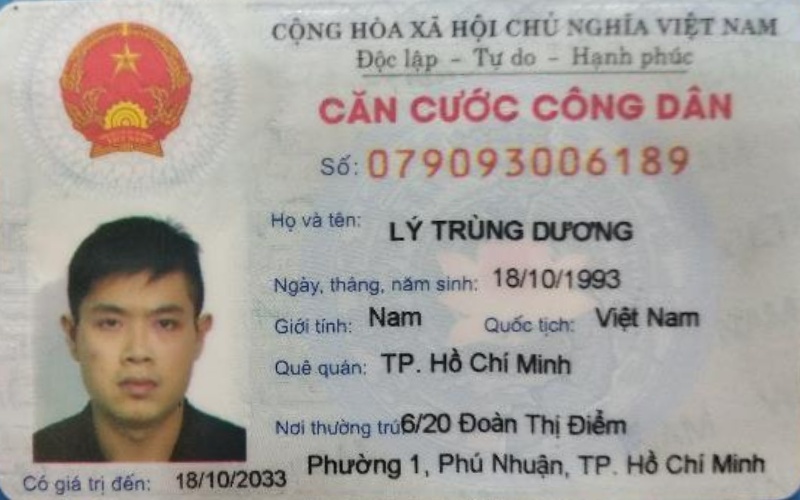 CỘNG HÒA XÃ HỘI CHỦ NGHĨA VIỆT NAM
Độc lập - Tự do - Hạnh phúc
CĂN CƯỚC CÔNG DÂN
Số: 079093006189
Họ và tên: LÝ TRÙNG DƯƠNG
Ngày, tháng, năm sinh: 18/10/1993
Giới tính: Nam Quốc tịch: Việt Nam
Quê quán: TP. Hồ Chí Minh
Nơi thường trú: 6/20 Đoàn Thị Điểm
Phường 1, Phú Nhuận, TP. Hồ Chí Minh
Có giá trị đến: 18/10/2033